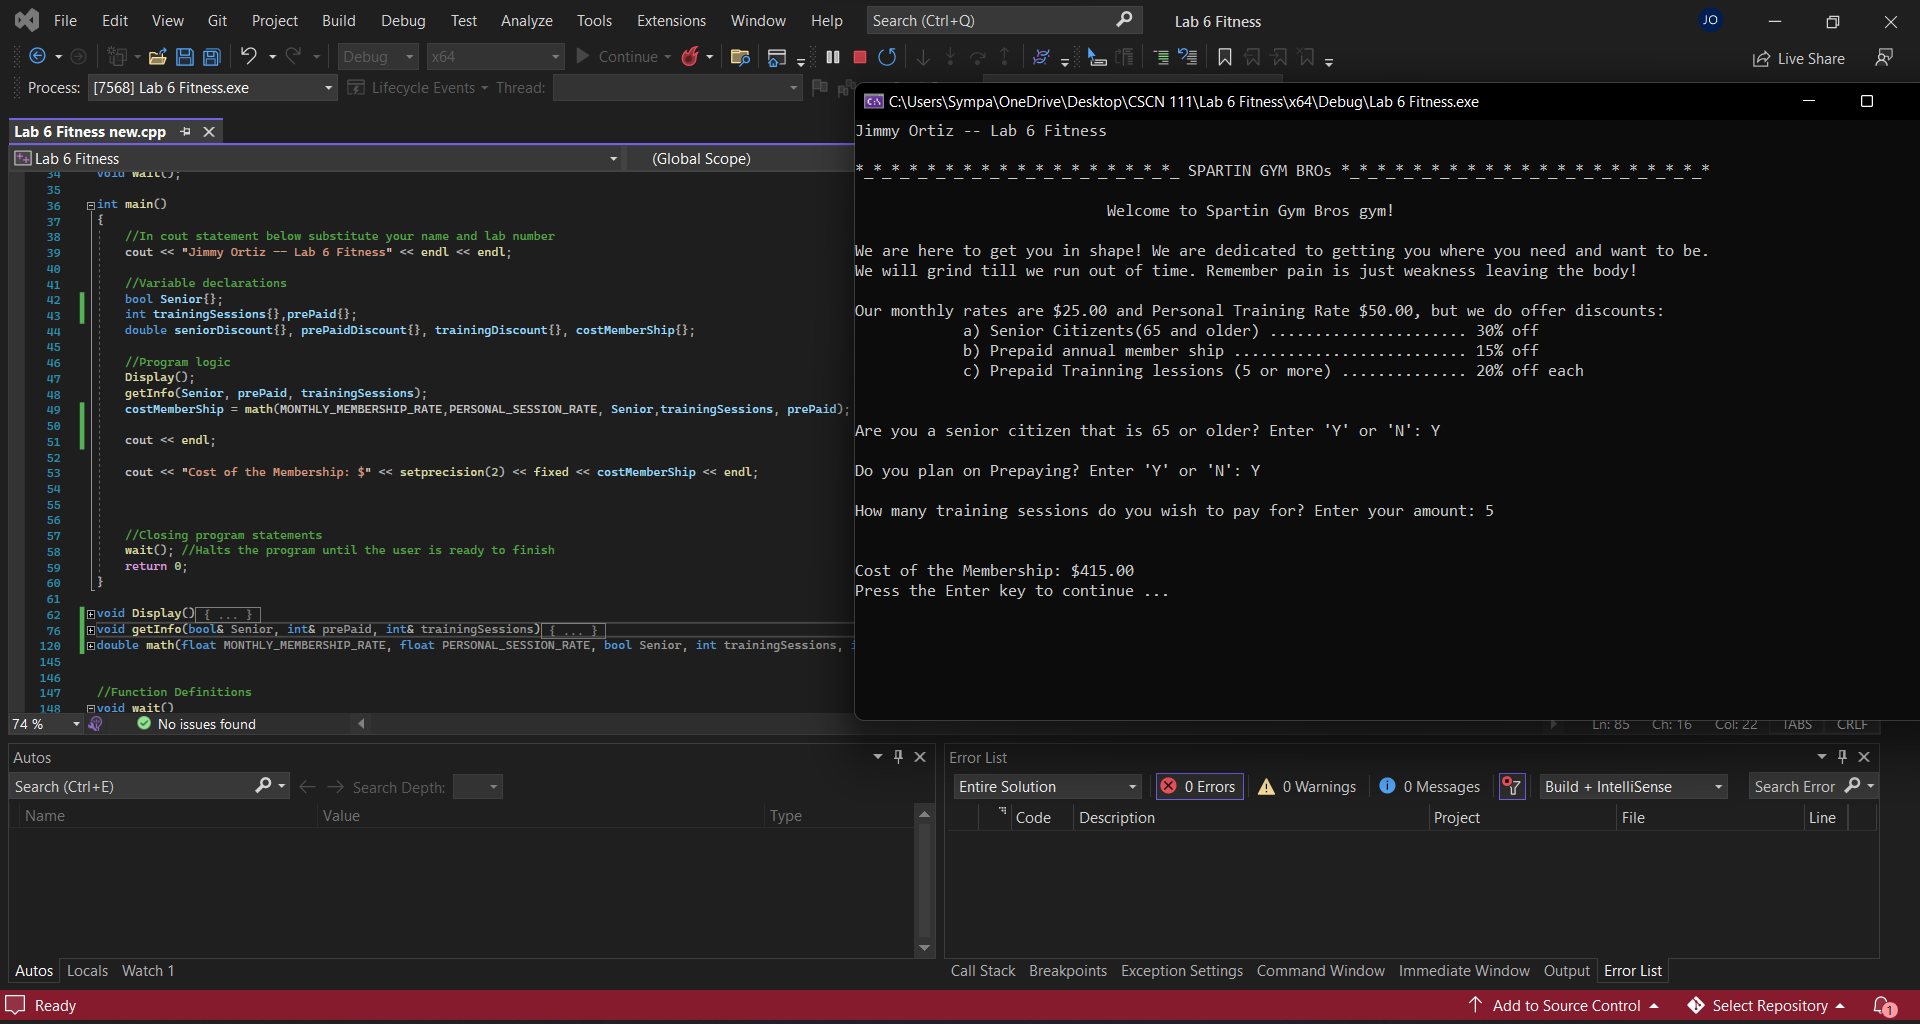 File Edit View Git Project Build Debug Test Analyze Tools Extensions Window Help Search (Ctrl+Q) Lab 6 Fitness JO
Debug x64 Continue Live Share
Process: [7568] Lab 6 Fitness.exe Lifecycle Events Thread:
Lab 6 Fitness new.cpp
Lab 6 Fitness (Global Scope)
34 void wait();
35
36 int main()
37 {
38 //In cout statement below substitute your name and lab number
39 cout << "Jimmy Ortiz -- Lab 6 Fitness" << endl << endl;
40
41 //Variable declarations
42 bool Senior{};
43 int trainingSessions{},prePaid{};
44 double seniorDiscount{}, prePaidDiscount{}, trainingDiscount{}, costMemberShip{};
45
46 //Program logic
47 Display();
48 getInfo(Senior, prePaid, trainingSessions);
49 costMemberShip = math(MONTHLY_MEMBERSHIP_RATE,PERSONAL_SESSION_RATE, Senior,trainingSessions, prePaid);
50
51 cout << endl;
52
53 cout << "Cost of the Membership: $" << setprecision(2) << fixed << costMemberShip << endl;
54
55
56
57 //Closing program statements
58 wait(); //Halts the program until the user is ready to finish
59 return 0;
60 }
61
62 void Display(){ ... }
76 void getInfo(bool& Senior, int& prePaid, int& trainingSessions){ ... }
120 double math(float MONTHLY_MEMBERSHIP_RATE, float PERSONAL_SESSION_RATE, bool Senior, int trainingSessions, i
145
146
147 //Function Definitions
148 void wait()
74 % No issues found Ln: 85 Ch: 16 Col: 22 TABS CRLF
C:\Users\Sympa\OneDrive\Desktop\CSCN 111\Lab 6 Fitness\x64\Debug\Lab 6 Fitness.exe
Jimmy Ortiz -- Lab 6 Fitness
*_*_*_*_*_*_*_*_*_*_*_*_*_*_*_*_*_*_ SPARTIN GYM BROs *_*_*_*_*_*_*_*_*_*_*_*_*_*_*_*_*_*_*_*_*
Welcome to Spartin Gym Bros gym!
We are here to get you in shape! We are dedicated to getting you where you need and want to be.
We will grind till we run out of time. Remember pain is just weakness leaving the body!
Our monthly rates are $25.00 and Personal Training Rate $50.00, but we do offer discounts:
a) Senior Citizents(65 and older) ...................... 30% off
b) Prepaid annual member ship .......................... 15% off
c) Prepaid Trainning lessions (5 or more) .............. 20% off each
Are you a senior citizen that is 65 or older? Enter 'Y' or 'N': Y
Do you plan on Prepaying? Enter 'Y' or 'N': Y
How many training sessions do you wish to pay for? Enter your amount: 5
Cost of the Membership: $415.00
Press the Enter key to continue ...
Autos
Search (Ctrl+E) Search Depth:
Name Value Type
Autos Locals Watch 1
Error List
Entire Solution 0 Errors 0 Warnings 0 Messages Build + IntelliSense Search Error
Code Description Project File Line
Call Stack Breakpoints Exception Settings Command Window Immediate Window Output Error List
Ready Add to Source Control Select Repository 1